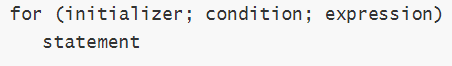 for (initializer; condition; expression)
   statement